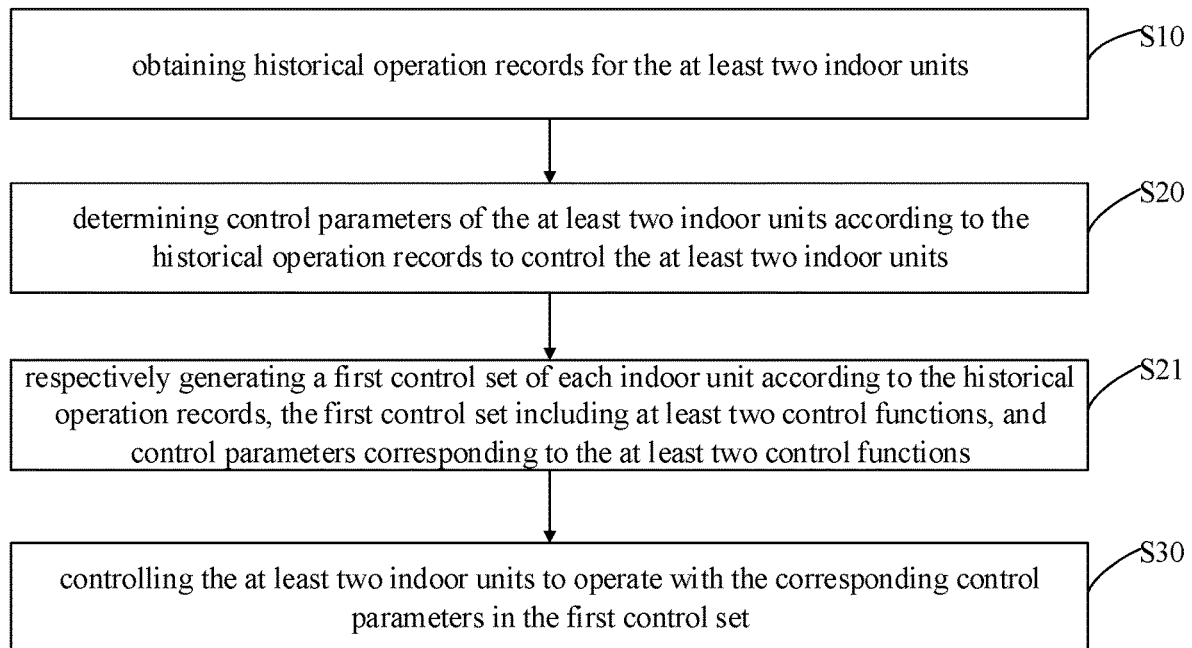 obtaining historical operation records for the at least two indoor units
S10
determining control parameters of the at least two indoor units according to the
historical operation records to control the at least two indoor units
S20
respectively generating a first control set of each indoor unit according to the historical
operation records, the first control set including at least two control functions, and
control parameters corresponding to the at least two control functions
S21
controlling the at least two indoor units to operate with the corresponding control
parameters in the first control set
S30